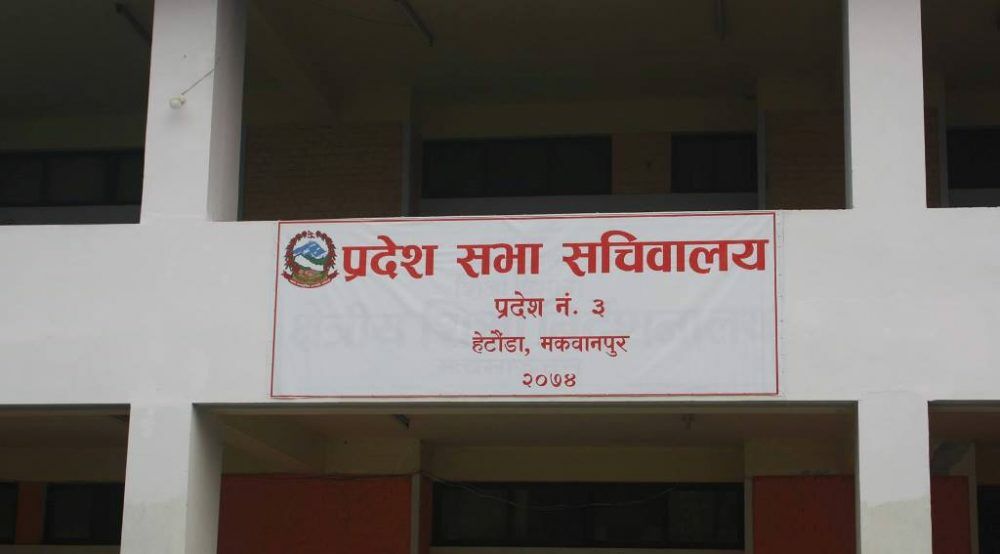 प्रदेश सभा सचिवालय
प्रदेश नं. ३
हेटौंडा, मकवानपुर
२०७४